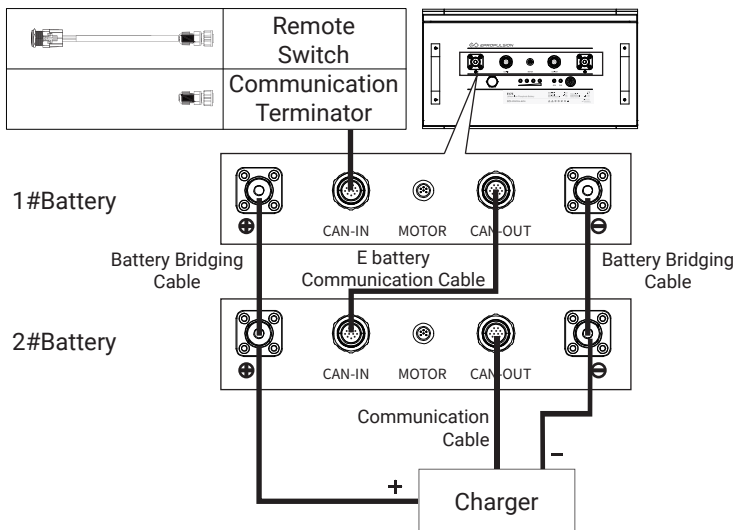 Remote
Switch
Communication
Terminator
EPROPULSION
1#Battery
CAN-IN MOTOR CAN-OUT
Battery Bridging
Cable
E battery
Communication Cable
Battery Bridging
Cable
2#Battery
CAN-IN MOTOR CAN-OUT
Communication
Cable
+
−
Charger